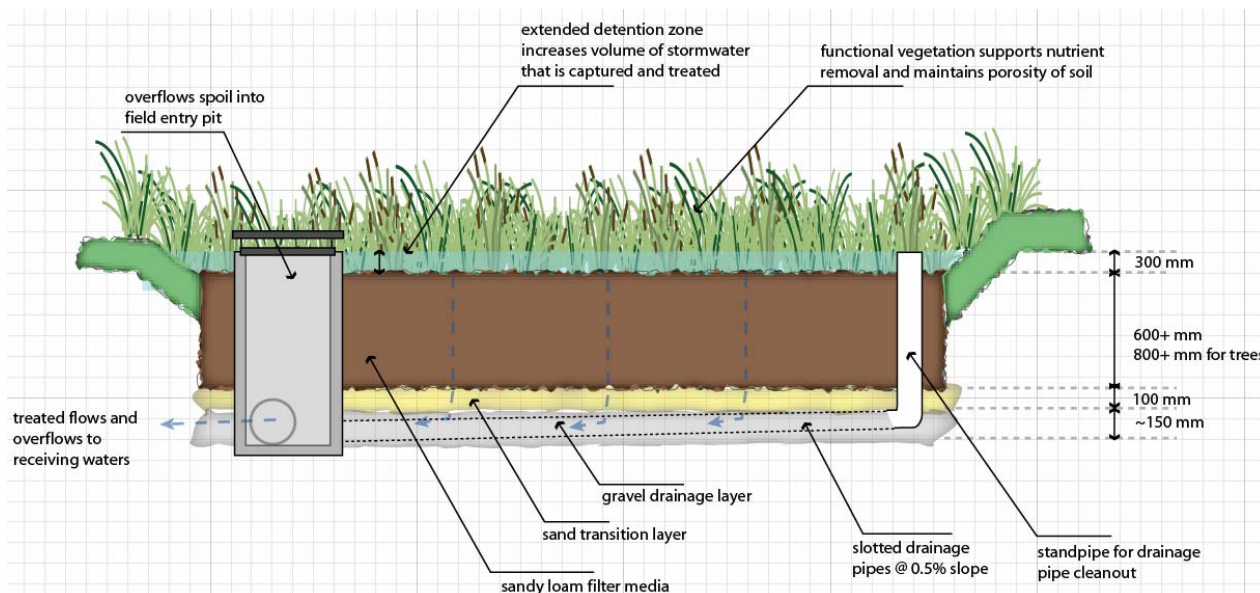 extended detention zone
increases volume of stormwater
that is captured and treated
functional vegetation supports nutrient
removal and maintains porosity of soil
overflows spoil into
field entry pit
300 mm
600+ mm
800+ mm for trees
100 mm
~150 mm
treated flows and
overflows to
receiving waters
gravel drainage layer
sand transition layer
sandy loam filter media
slotted drainage
pipes @ 0.5% slope
standpipe for drainage
pipe cleanout